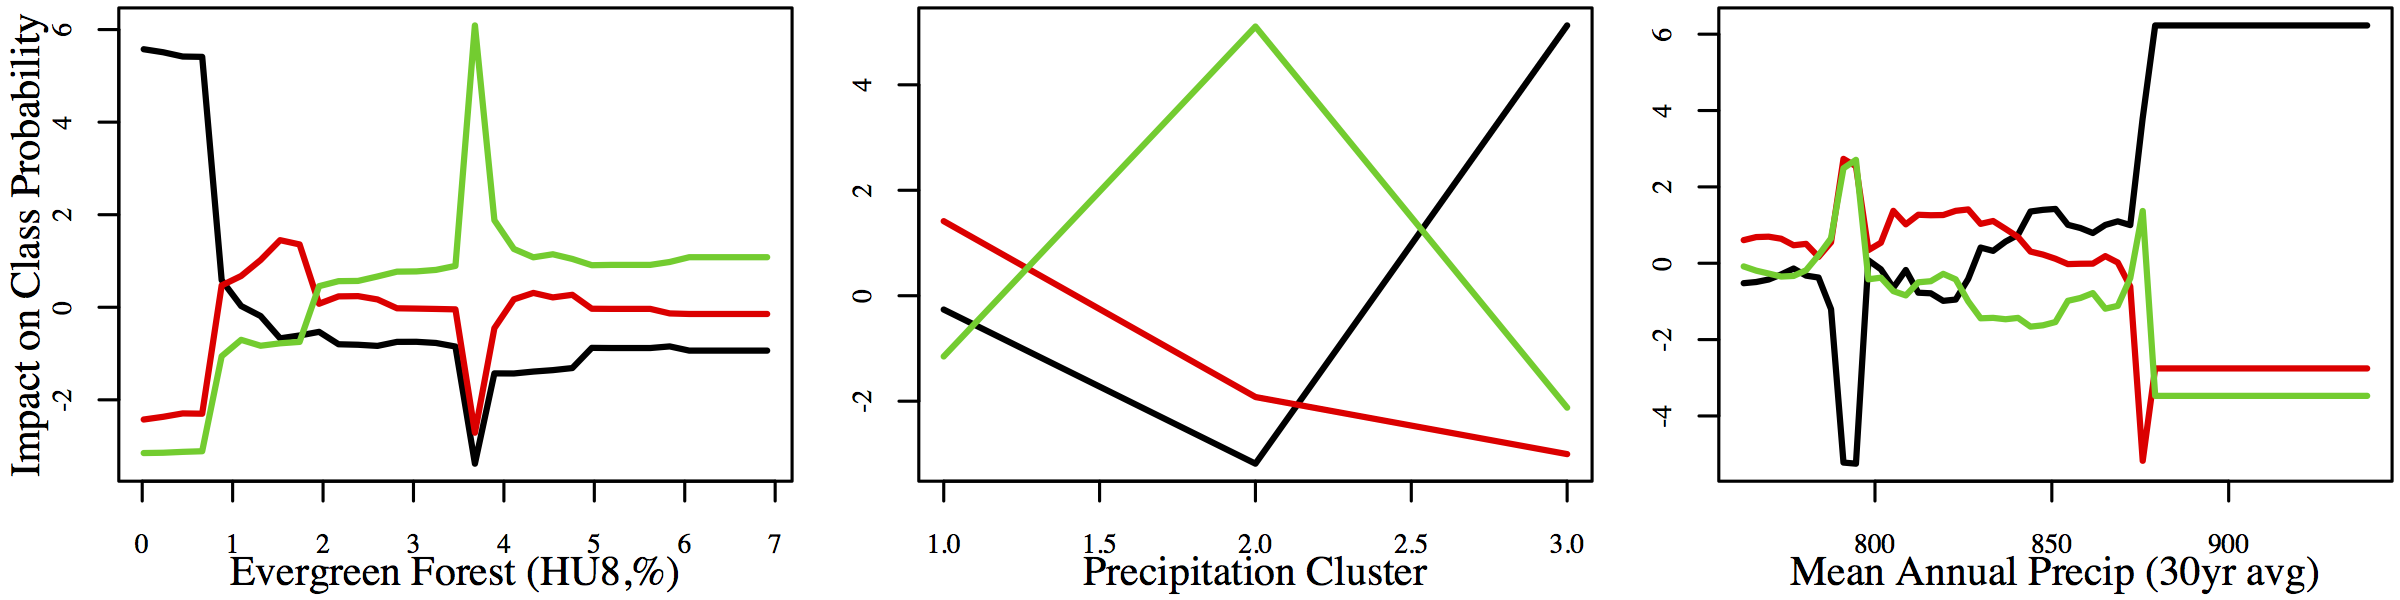 Impact on Class Probability
6
4
2
0
-2
0 1 2 3 4 5 6 7
Evergreen Forest (HU8,%)
4
2
0
-2
1.0 1.5 2.0 2.5 3.0
Precipitation Cluster
6
4
2
0
-2
-4
800 850 900
Mean Annual Precip (30yr avg)